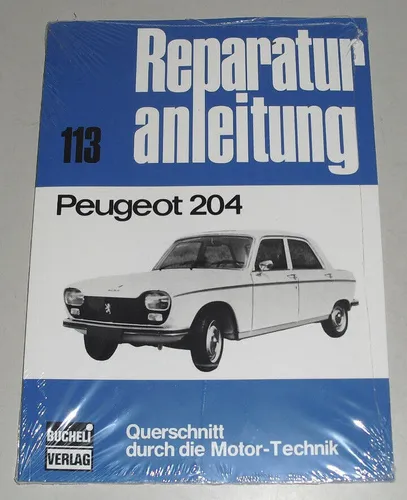 Reparatur
anleitung
113
Peugeot 204
BUCHELI
VERLAG
Querschnitt
durch die Motor-Technik